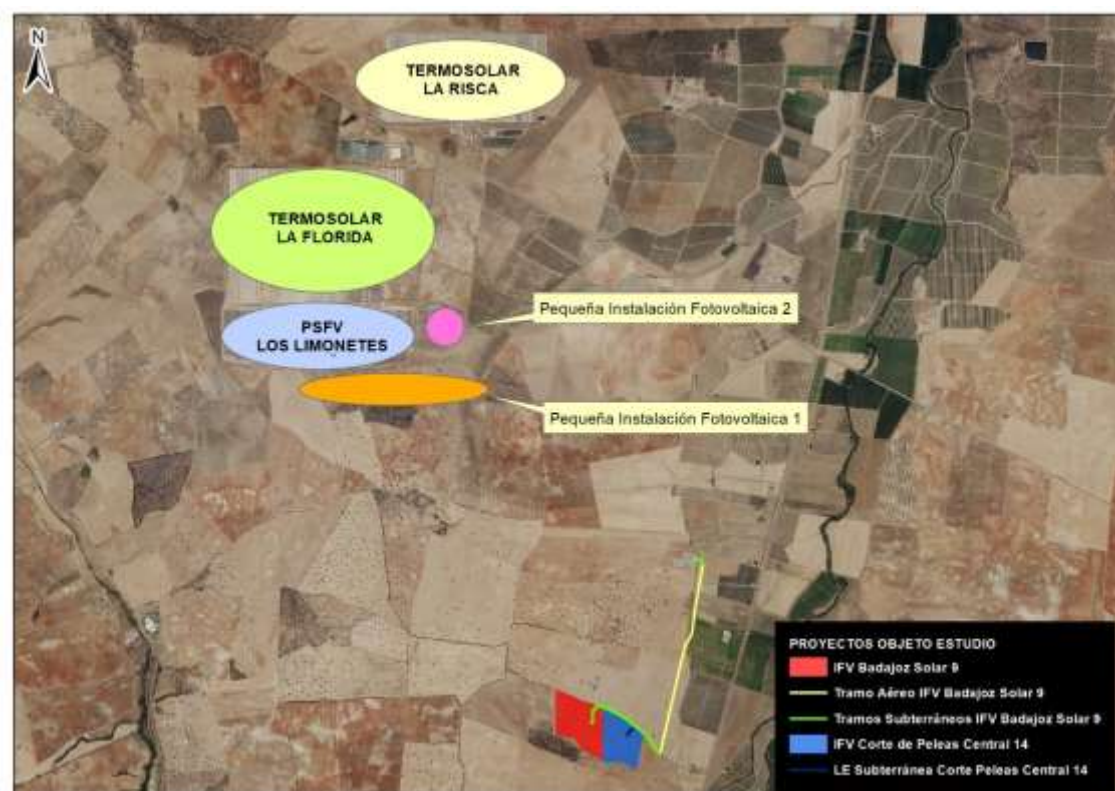 N
TERMOSOLAR
LA RISCA
TERMOSOLAR
LA FLORIDA
Pequeña Instalación Fotovoltaica 2
PSFV
LOS LIMONETES
Pequeña Instalación Fotovoltaica 1
PROYECTOS OBJETO ESTUDIO
IFV Badajoz Solar 9
Tramo Aéreo IFV Badajoz Solar 9
Tramos Subterráneos IFV Badajoz Solar 9
IFV Corte de Peleas Central 14
LE Subterránea Corte Peleas Central 14